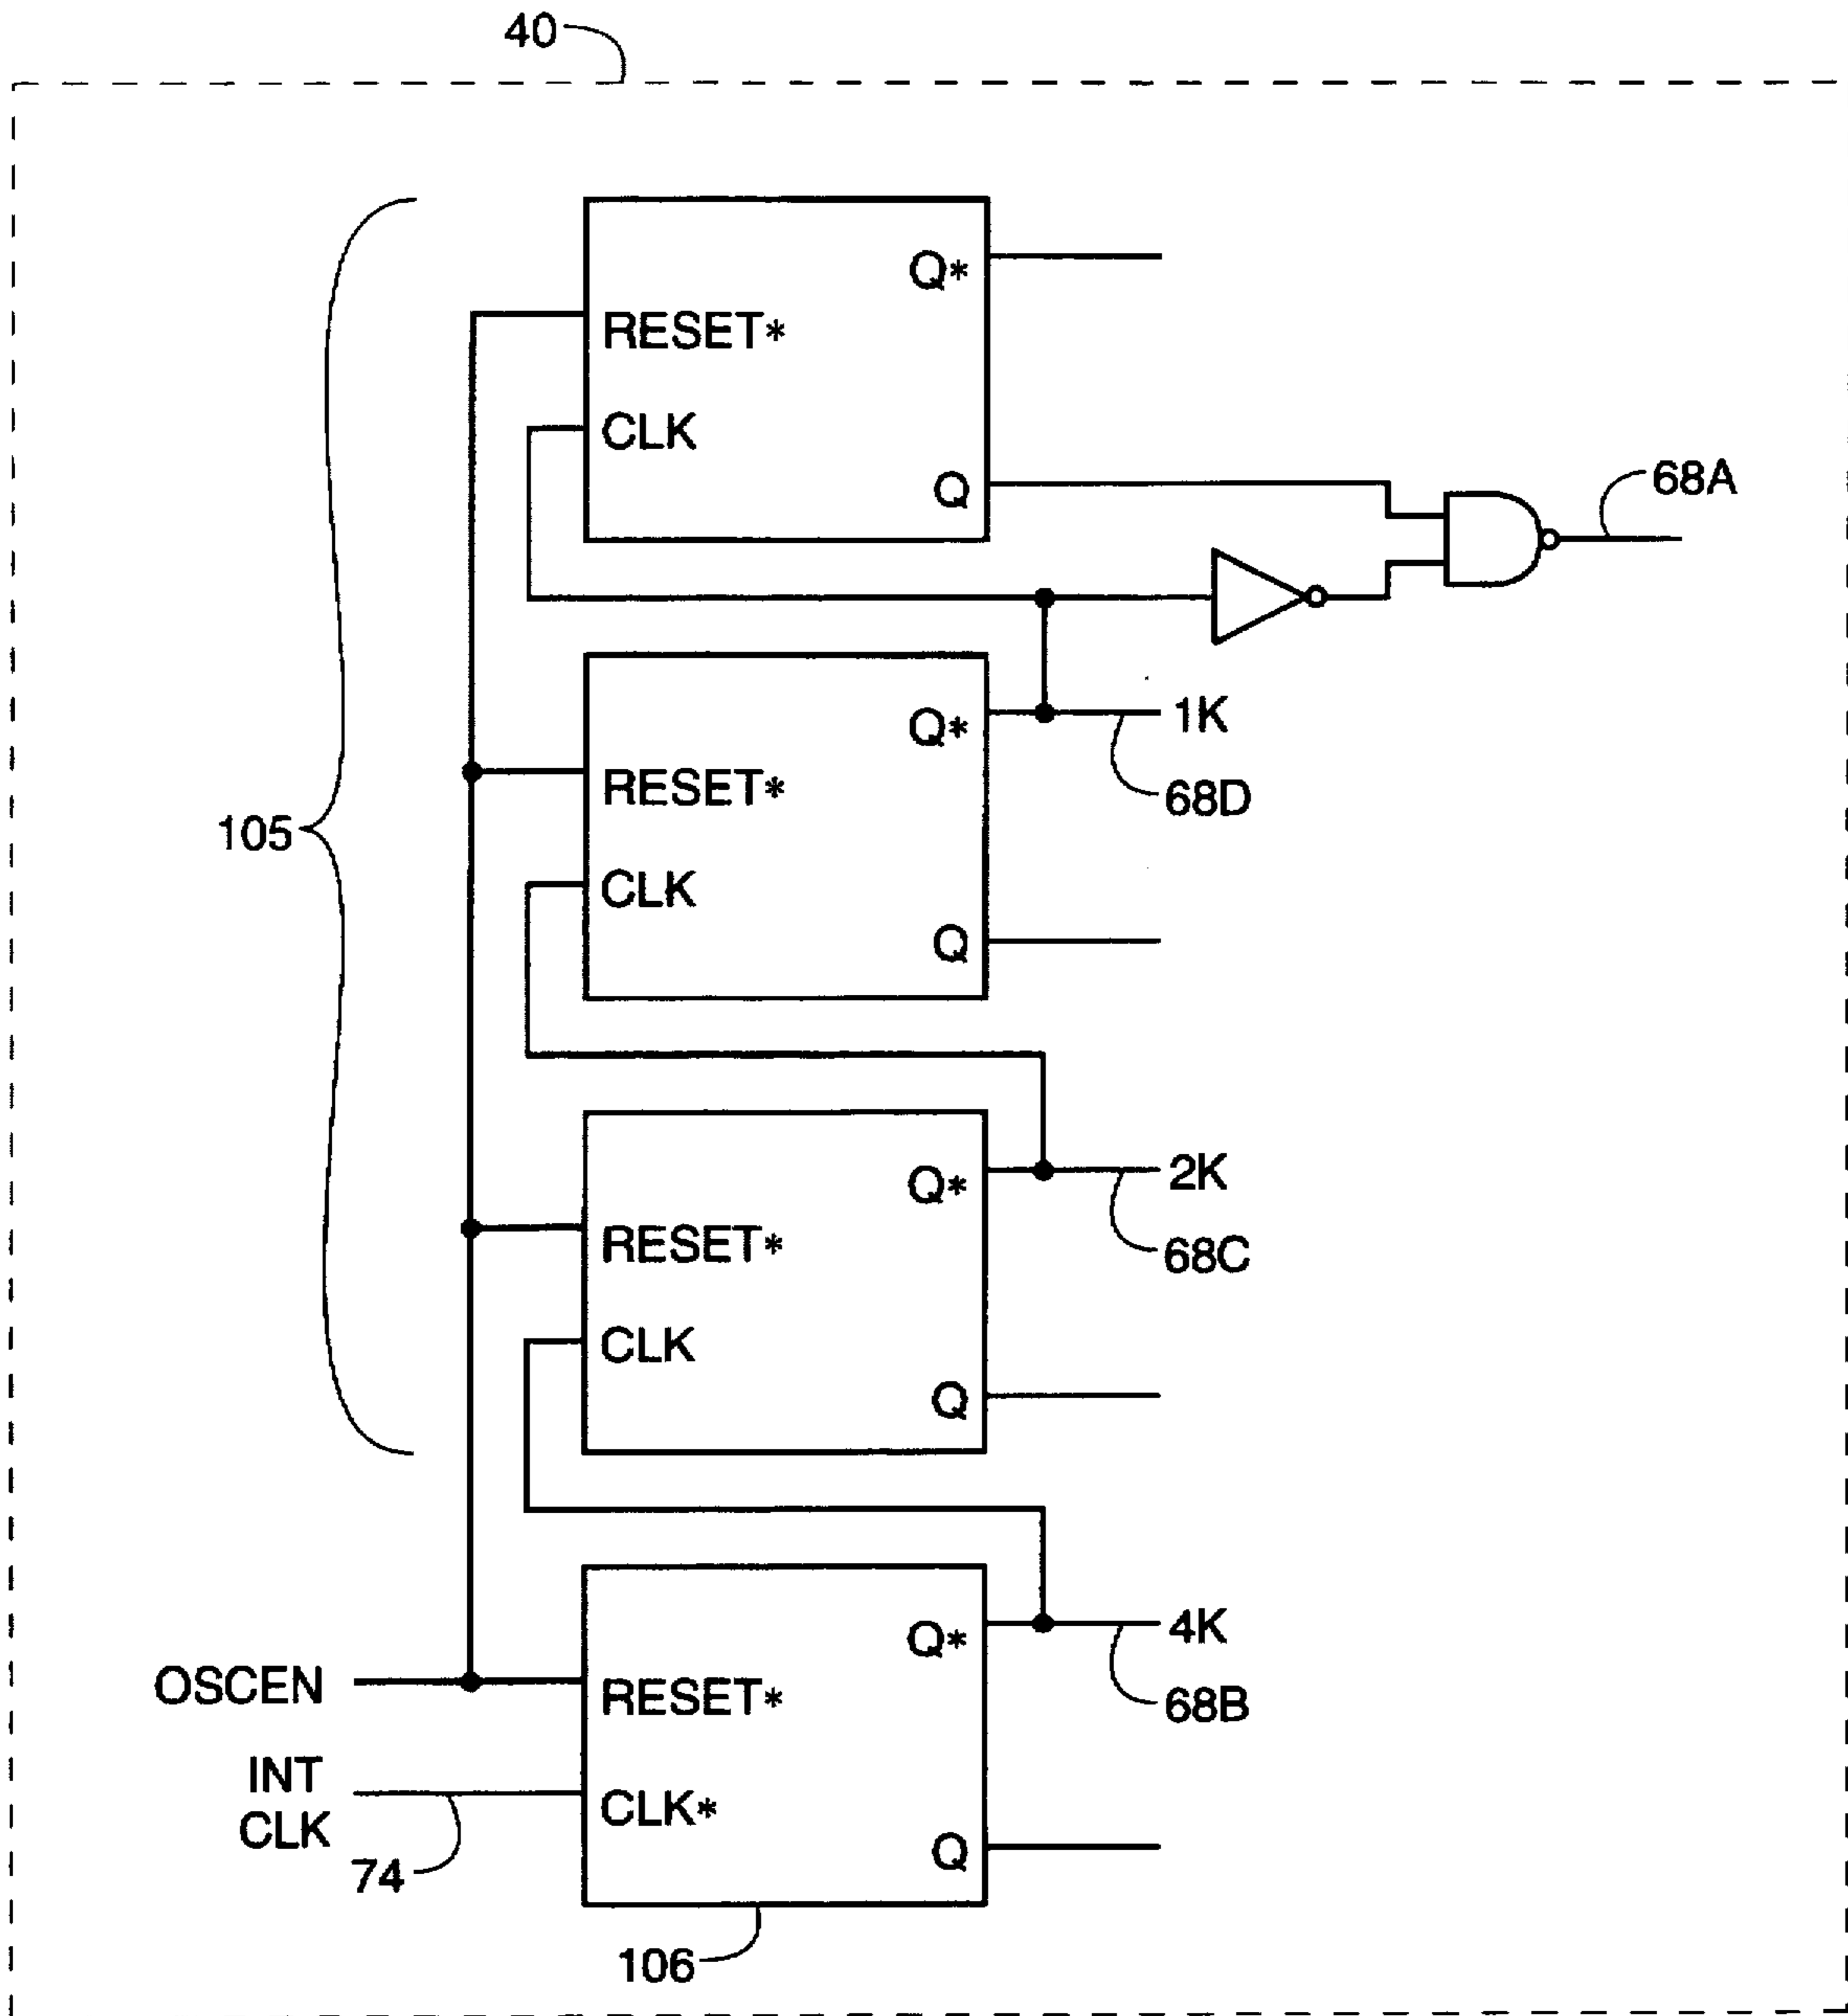 40
Q*
RESET*
CLK
Q
68A
Q*
1K
RESET*
68D
105
CLK
Q
Q*
2K
RESET*
68C
CLK
Q
Q*
4K
OSCEN
RESET*
68B
INT
CLK
CLK*
74
Q
106